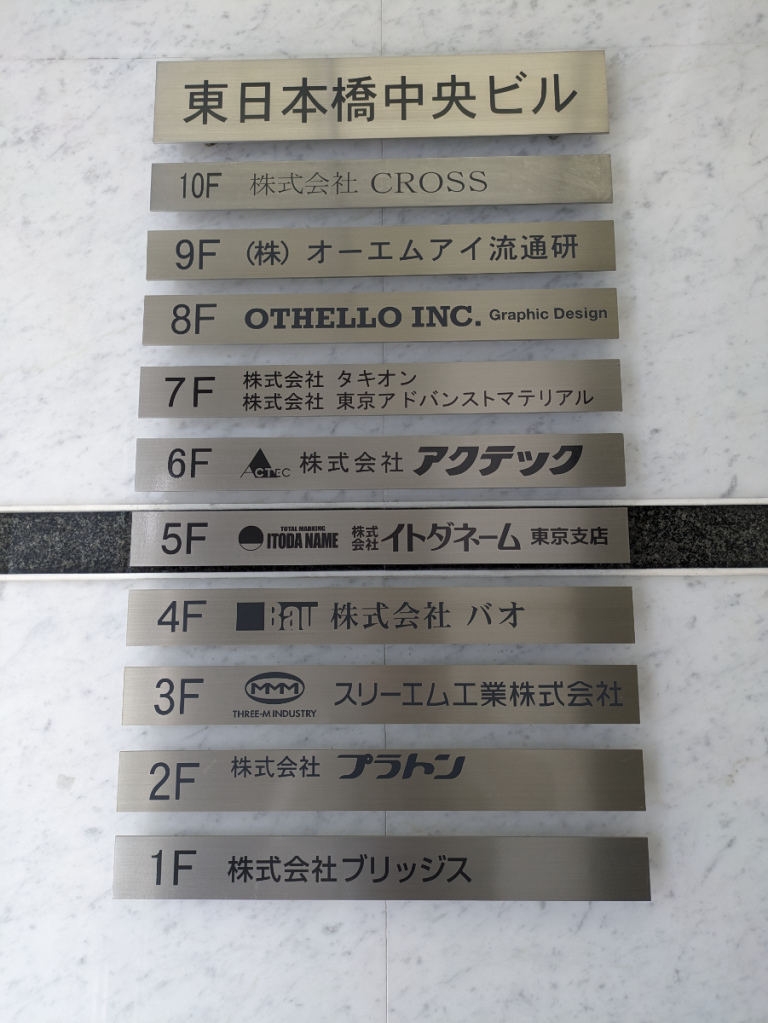 東日本橋中央ビル
10F 株式会社 CROSS
9F (株) オーエムアイ流通研
8F OTHELLO INC. Graphic Design
7F 株式会社 タキオン
株式会社 東京アドバンストマテリアル
6F ACTEC 株式会社 アクテック
5F TOTAL MARKING ITODA NAME 株式会社 イトダネーム 東京支店
4F BaU 株式会社 バオ
3F MMM THREE-M INDUSTRY スリーエム工業株式会社
2F 株式会社 プラトン
1F 株式会社ブリッジス